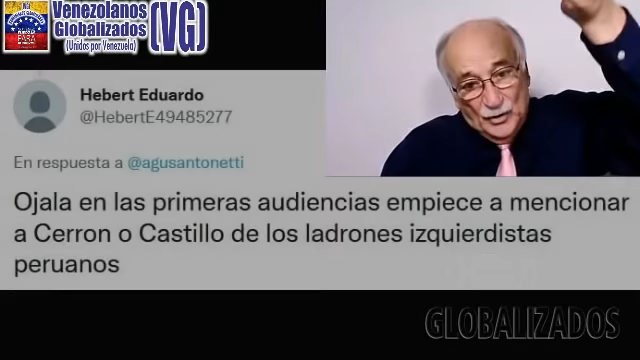 Venezolanos
Globalizados
(Unidos por Venezuela)
(VG)
Hebert Eduardo
@HebertE49485277
En respuesta a @agusantonetti
Ojala en las primeras audiencias empiece a mencionar
a Cerron o Castillo de los ladrones izquierdistas
peruanos
GLOBALIZADOS